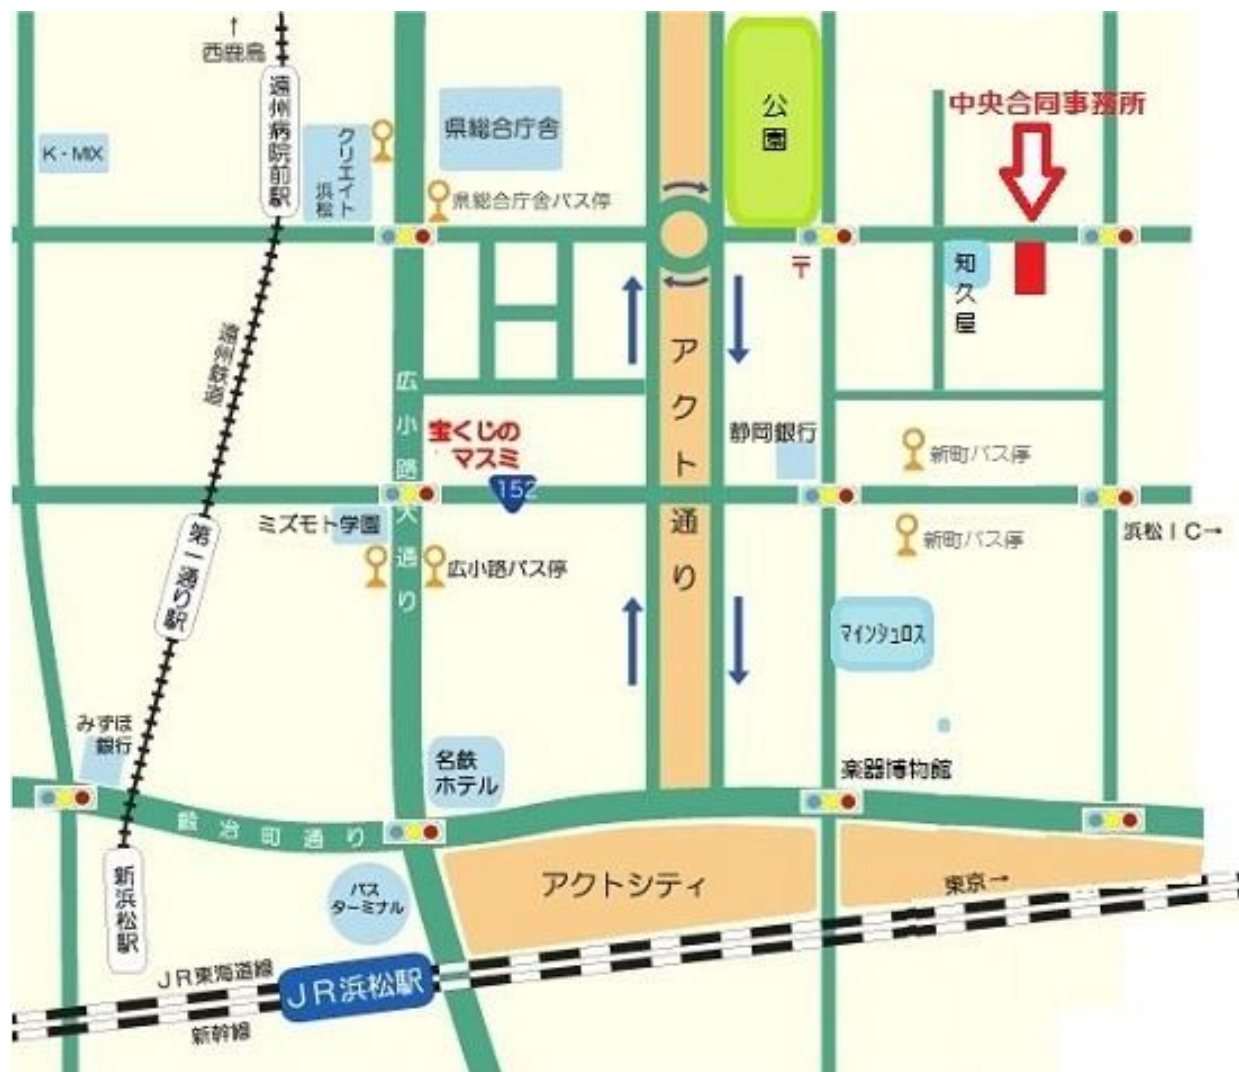 ↑
西鹿島
遠州病院前駅
K・MIX
クリエイト
浜松
県総合庁舎
県総合庁舎バス停
公園
中央合同事務所
〒
知久屋
遠州鉄道
広小路大通り
宝くじの
マスミ
152
アクト通り
静岡銀行
新町バス停
新町バス停
浜松IC→
ミズモト学園
広小路バス停
第一通り駅
マインシュロス
みずほ
銀行
名鉄
ホテル
楽器博物館
鍛冶町通り
バス
ターミナル
アクトシティ
東京→
新浜松駅
JR東海道線
JR浜松駅
新幹線